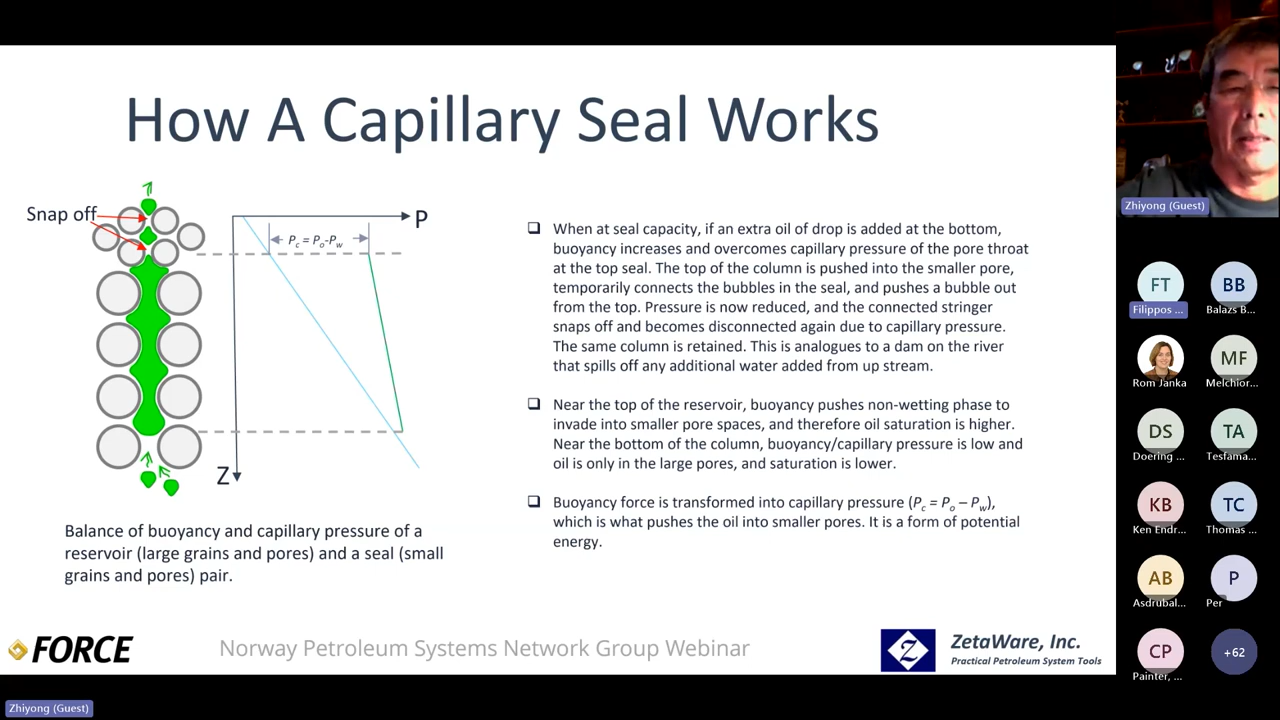 How A Capillary Seal Works
Snap off
P
Pc = Po-Pw
Z
Balance of buoyancy and capillary pressure of a
reservoir (large grains and pores) and a seal (small
grains and pores) pair.
❑ When at seal capacity, if an extra oil of drop is added at the bottom,
buoyancy increases and overcomes capillary pressure of the pore throat
at the top seal. The top of the column is pushed into the smaller pore,
temporarily connects the bubbles in the seal, and pushes a bubble out
from the top. Pressure is now reduced, and the connected stringer
snaps off and becomes disconnected again due to capillary pressure.
The same column is retained. This is analogues to a dam on the river
that spills off any additional water added from up stream.
❑ Near the top of the reservoir, buoyancy pushes non-wetting phase to
invade into smaller pore spaces, and therefore oil saturation is higher.
Near the bottom of the column, buoyancy/capillary pressure is low and
oil is only in the large pores, and saturation is lower.
❑ Buoyancy force is transformed into capillary pressure (Pc = Po – Pw),
which is what pushes the oil into smaller pores. It is a form of potential
energy.
FORCE
Norway Petroleum Systems Network Group Webinar
Z
ZetaWare, Inc.
Practical Petroleum System Tools
Zhiyong (Guest)
Zhiyong (Guest)
FT
BB
Filippos ...
Balazs B...
MF
Rom Janka
Melchior...
DS
TA
Doering ...
Tesfama...
KB
TC
Ken Endr...
Thomas ...
AB
P
Asdrubal...
Per
CP
+62
Painter, ...